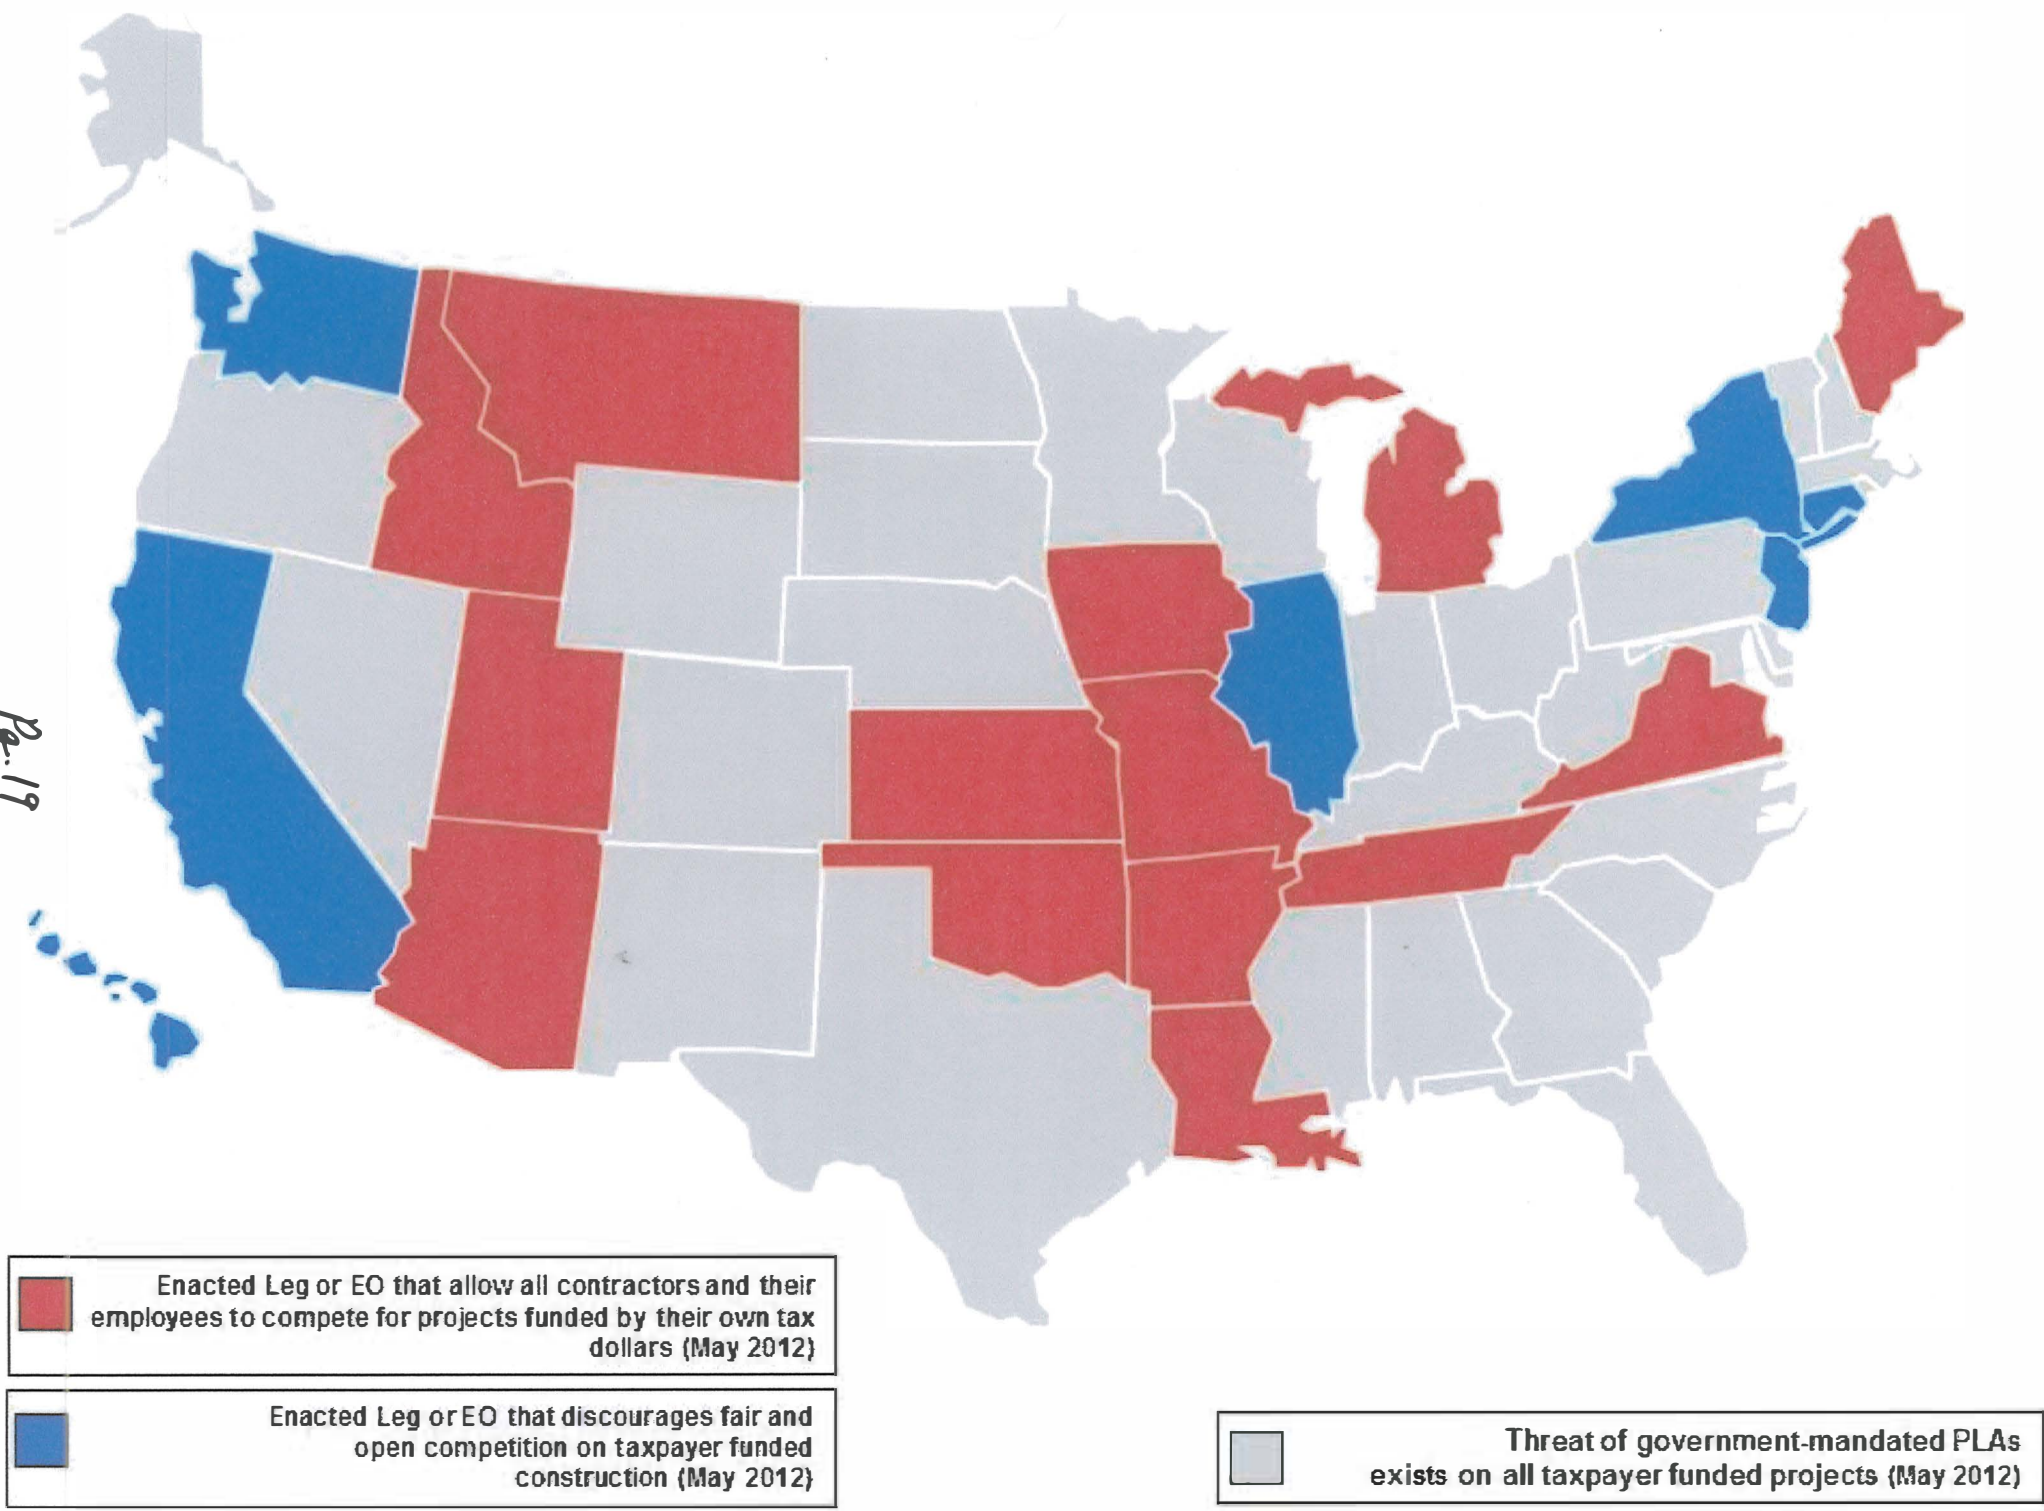 Pg. 19
Enacted Leg or EO that allow all contractors and their
employees to compete for projects funded by their own tax
dollars (May 2012)
Enacted Leg or EO that discourages fair and
open competition on taxpayer funded
construction (May 2012)
Threat of government-mandated PLAs
exists on all taxpayer funded projects (May 2012)